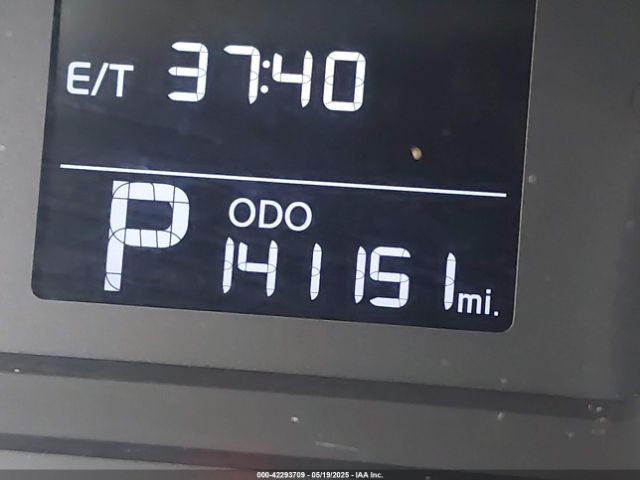 E/T 37:40
P ODO
141151 mi.
000-42293709 - 05/19/2025 - IAA Inc.